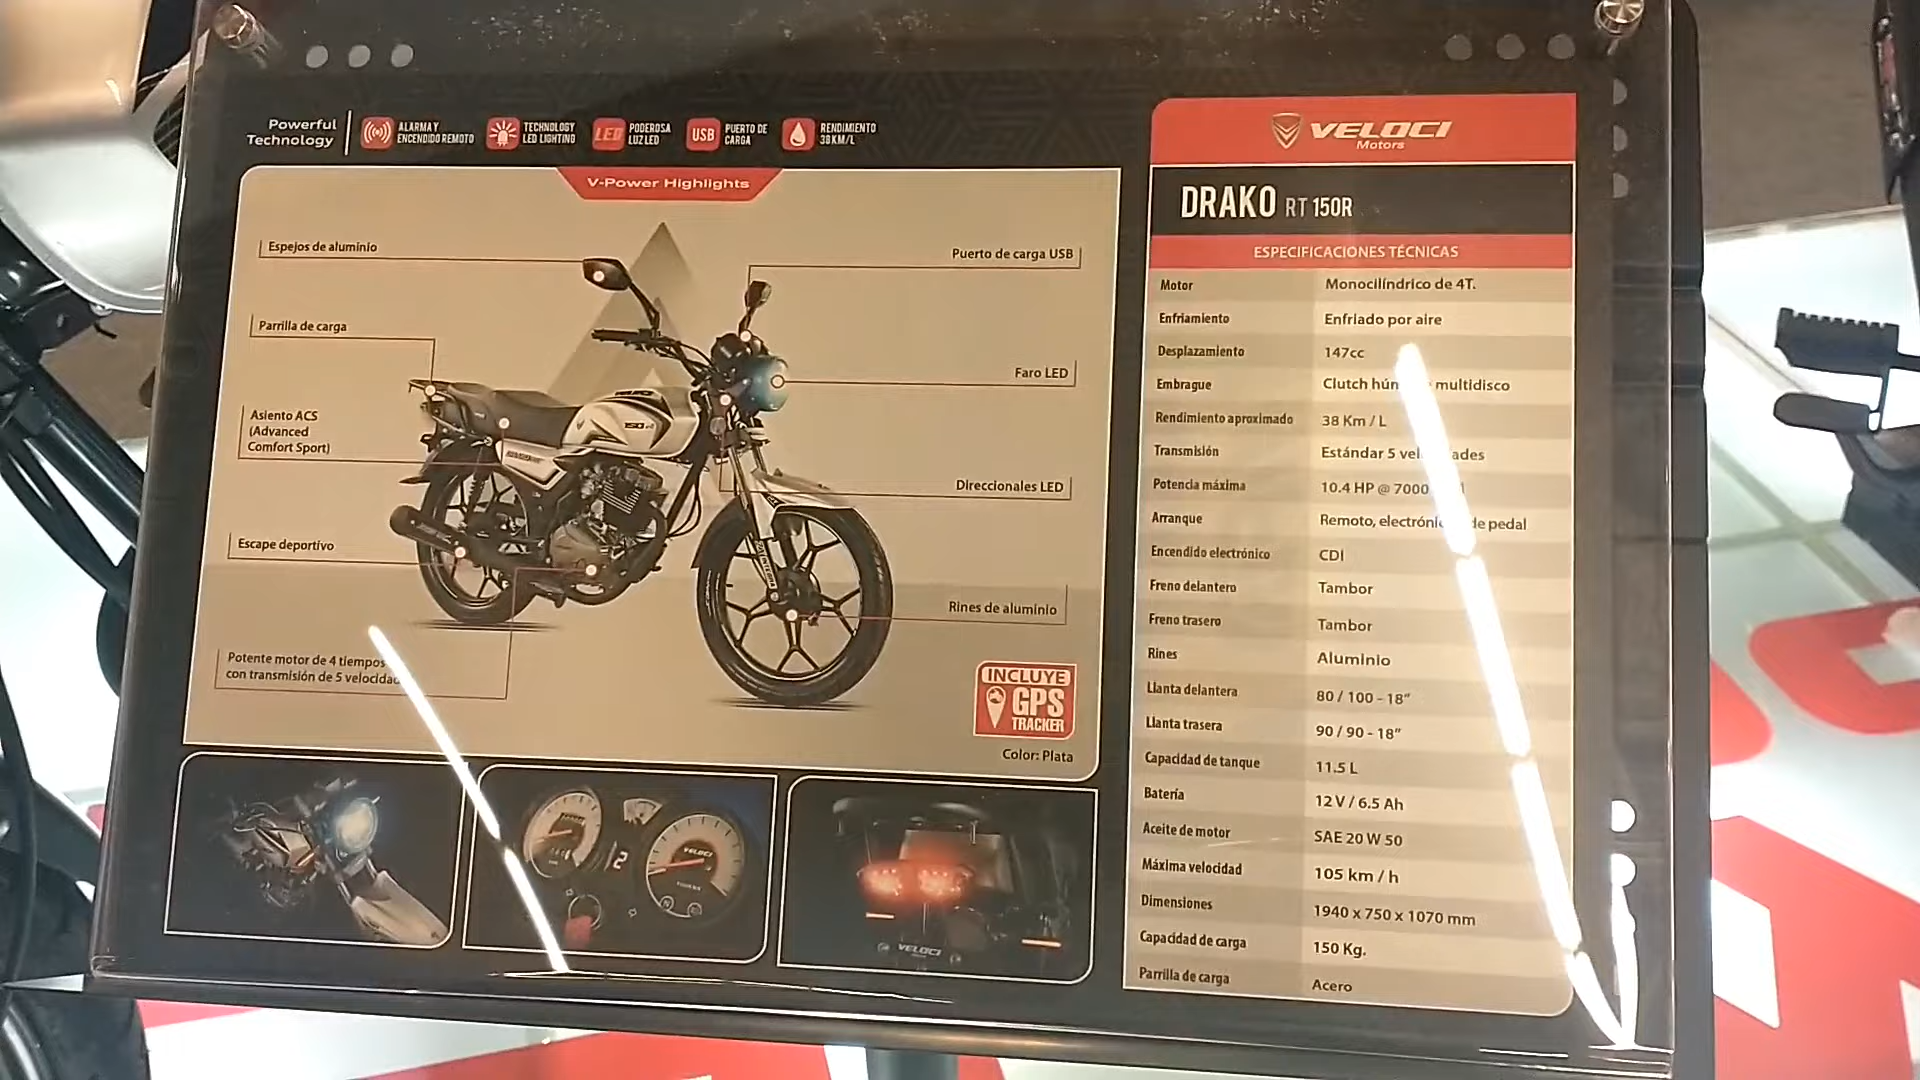 Powerful
Technology
ALARMA Y
ENCENDIDO REMOTO
TECHNOLOGY
LED LIGHTING
LED
PODEROSA
LUZ LED
USB
PUERTO DE
CARGA
RENDIMIENTO
38 KM/L
V-Power Highlights
Espejos de aluminio
Parrilla de carga
Asiento ACS
(Advanced
Comfort Sport)
Escape deportivo
Potente motor de 4 tiempos
con transmisión de 5
Puerto de carga USB
Faro LED
Direccionales LED
Rines de aluminio
INCLUYE
GPS
TRACKER
Color: Plata
VELOCI
2
VELOCI
VELOCI
Motors
DRAKO RT 150R
ESPECIFICACIONES TÉCNICAS
Motor Monocilíndrico de 4T.
Enfriamiento Enfriado por aire
Desplazamiento 147cc
Embrague Clutch multidisco
Rendimiento aproximado 38 Km / L
Transmisión Estándar 5
Potencia máxima 10.4 HP @ 7000
Arranque Remoto, de pedal
Encendido electrónico CDI
Freno delantero Tambor
Freno trasero Tambor
Rines Aluminio
Llanta delantera 80 / 100 - 18"
Llanta trasera 90 / 90 - 18"
Capacidad de tanque 11.5 L
Batería 12 V / 6.5 Ah
Aceite de motor SAE 20 W 50
Máxima velocidad 105 km / h
Dimensiones 1940 x 750 x 1070 mm
Capacidad de carga 150 Kg.
Parrilla de carga Acero